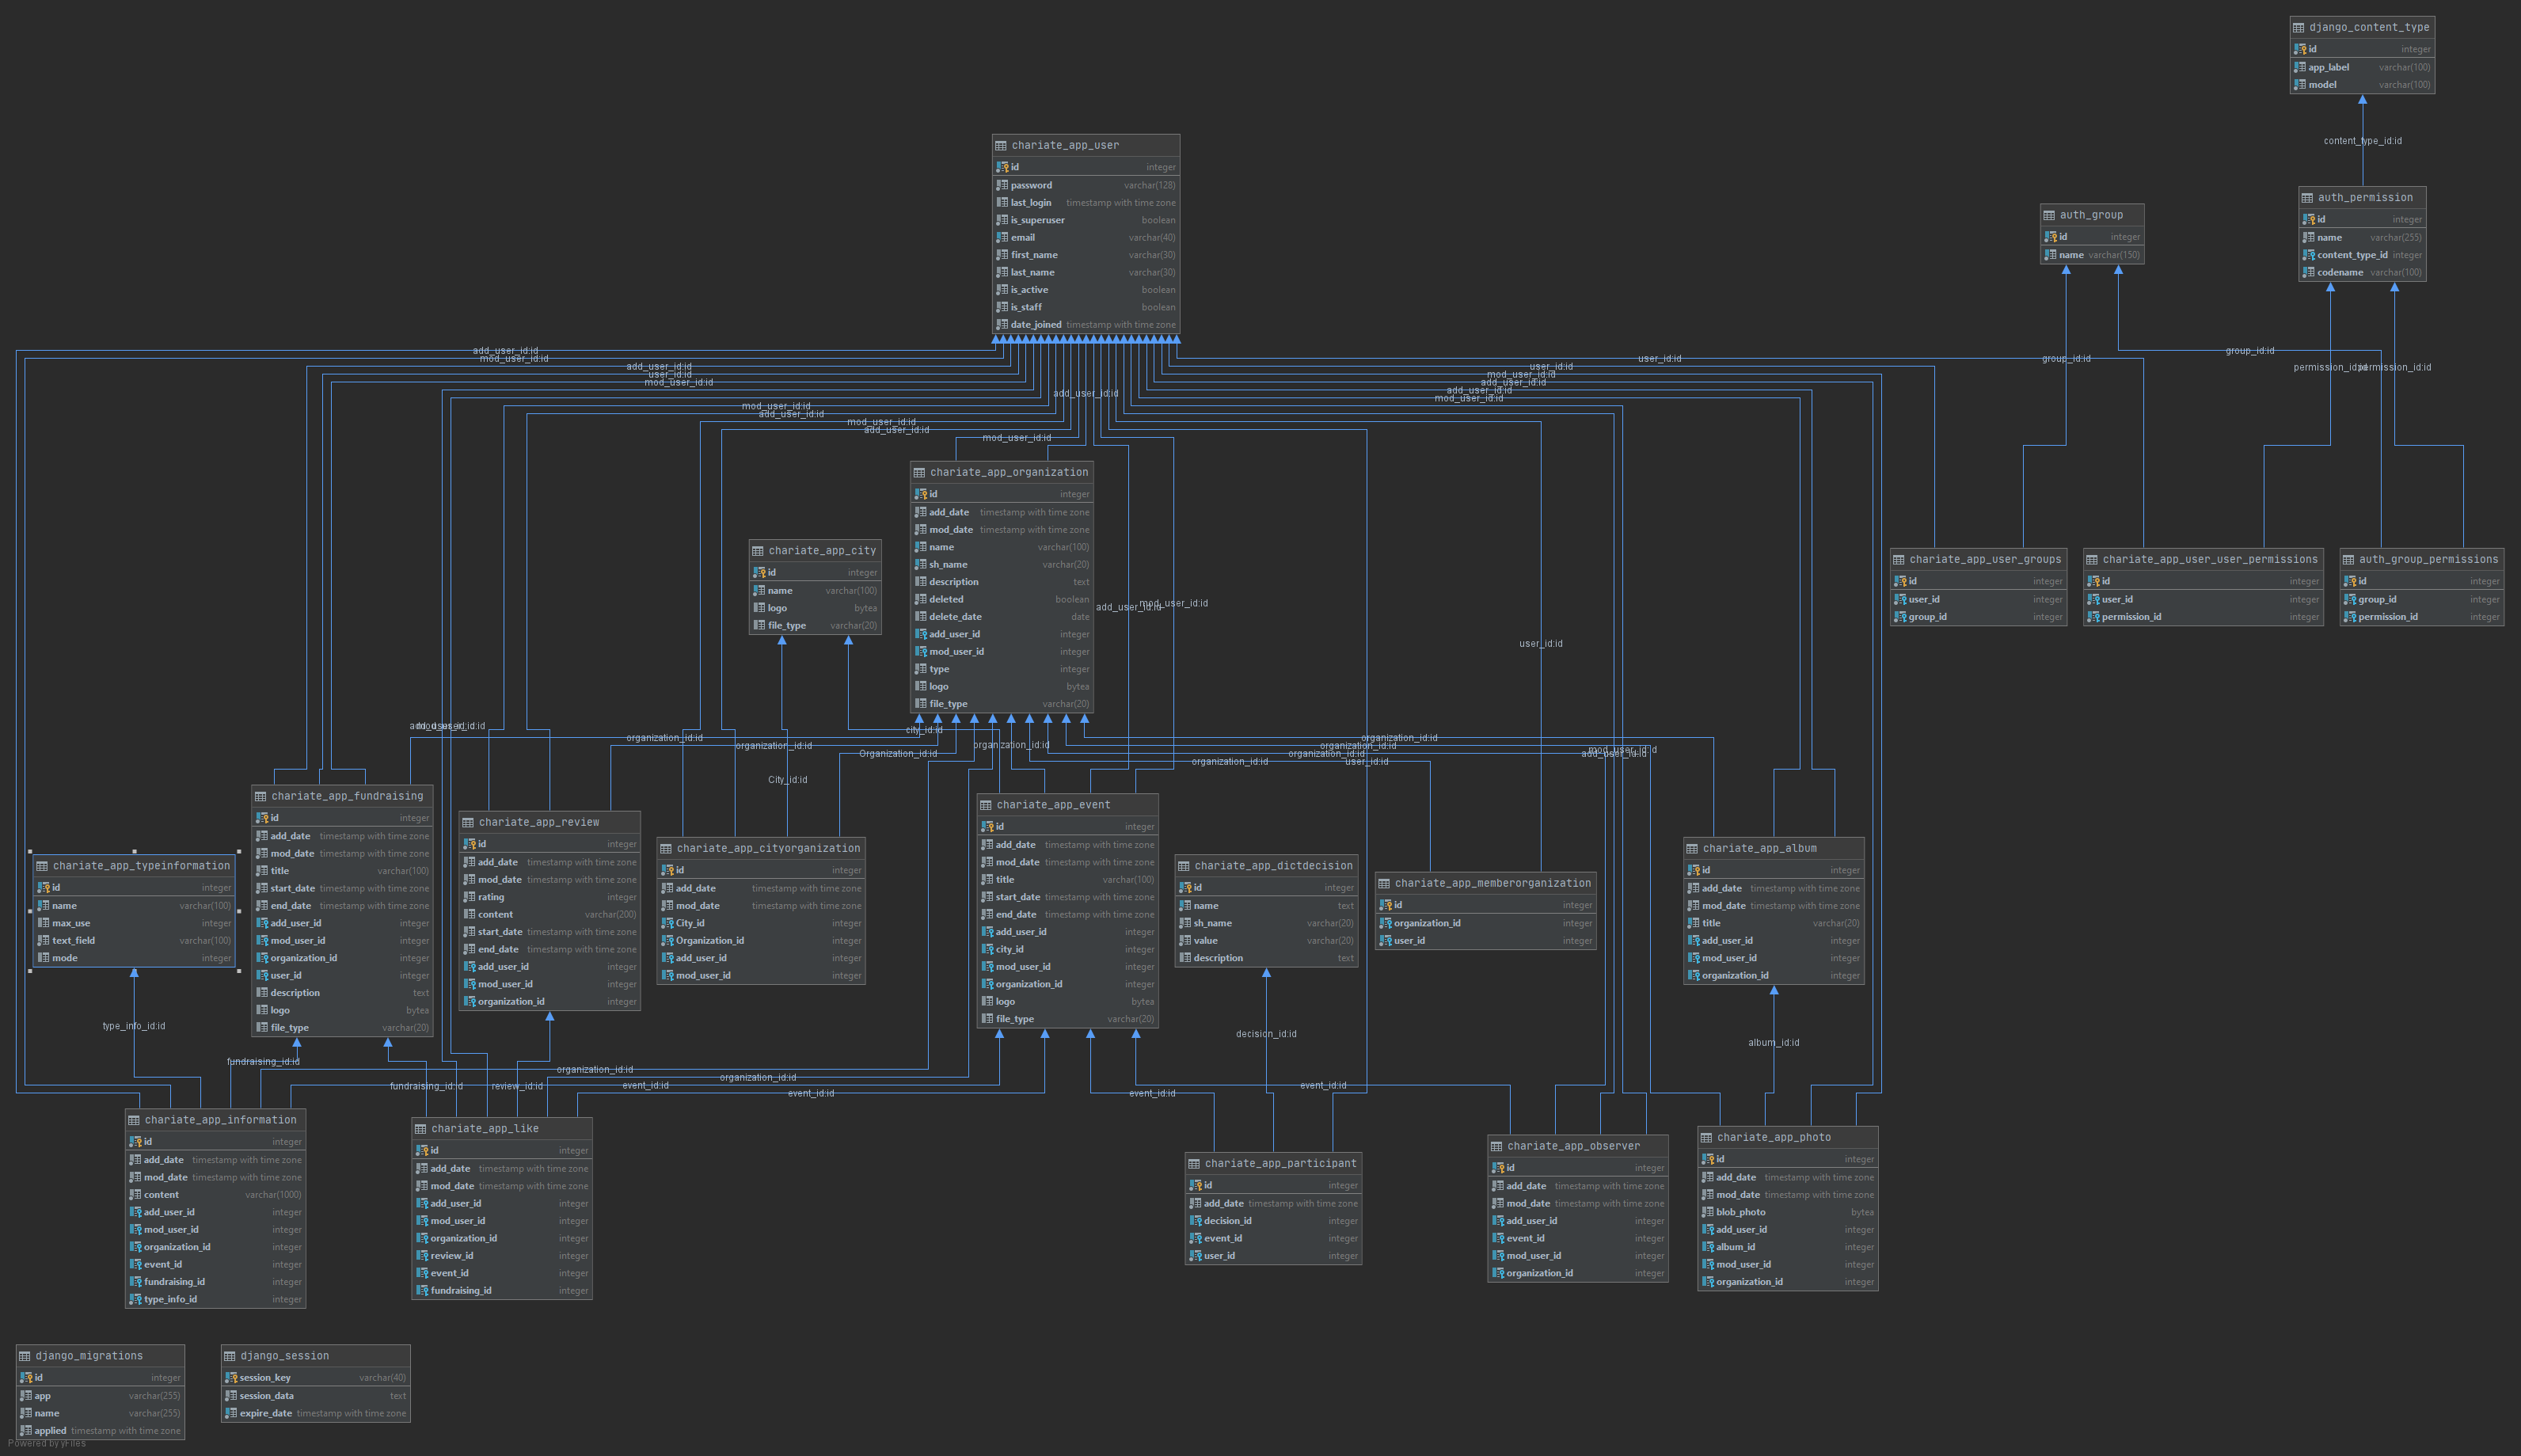 django_content_type
id integer
app_label varchar(100)
model varchar(100)
content_type_id:id
chariate_app_user
id integer
password varchar(128)
last_login timestamp with time zone
is_superuser boolean
email varchar(40)
first_name varchar(30)
last_name varchar(30)
is_active boolean
is_staff boolean
date_joined timestamp with time zone
auth_group
id integer
name varchar(150)
auth_permission
id integer
name varchar(255)
content_type_id integer
codename varchar(100)
add_user_id:id
mod_user_id:id
add_user_id:id
user_id:id
mod_user_id:id
add_user_id:id
mod_user_id:id
add_user_id:id
mod_user_id:id
add_user_id:id
mod_user_id:id
user_id:id
user_id:id
mod_user_id:id
add_user_id:id
add_user_id:id
mod_user_id:id
group_id:id
group_id:id
permission_id:id
permission_id:id
chariate_app_organization
id integer
add_date timestamp with time zone
mod_date timestamp with time zone
name varchar(100)
sh_name varchar(20)
description text
deleted boolean
delete_date date
add_user_id integer
mod_user_id integer
type integer
logo bytea
file_type varchar(20)
chariate_app_city
id integer
name varchar(100)
logo bytea
file_type varchar(20)
add_user_id:id
mod_user_id:id
user_id:id
chariate_app_user_groups
id integer
user_id integer
group_id integer
chariate_app_user_user_permissions
id integer
user_id integer
permission_id integer
auth_group_permissions
id integer
group_id integer
permission_id integer
add_user_id:id
mod_user_id:id
city_id:id
organization_id:id
organization_id:id
Organization_id:id
organization_id:id
organization_id:id
organization_id:id
organization_id:id
organization_id:id
user_id:id
add_user_id:id
mod_user_id:id
City_id:id
chariate_app_typeinformation
id integer
name varchar(100)
max_use integer
text_field varchar(100)
mode integer
chariate_app_fundraising
id integer
add_date timestamp with time zone
mod_date timestamp with time zone
title varchar(100)
start_date timestamp with time zone
end_date timestamp with time zone
add_user_id integer
mod_user_id integer
organization_id integer
user_id integer
description text
logo bytea
file_type varchar(20)
chariate_app_review
id integer
add_date timestamp with time zone
mod_date timestamp with time zone
rating integer
content varchar(200)
start_date timestamp with time zone
end_date timestamp with time zone
add_user_id integer
mod_user_id integer
organization_id integer
chariate_app_cityorganization
id integer
add_date timestamp with time zone
mod_date timestamp with time zone
City_id integer
Organization_id integer
add_user_id integer
mod_user_id integer
chariate_app_event
id integer
add_date timestamp with time zone
mod_date timestamp with time zone
title varchar(100)
start_date timestamp with time zone
end_date timestamp with time zone
add_user_id integer
city_id integer
mod_user_id integer
organization_id integer
logo bytea
file_type varchar(20)
chariate_app_dictdecision
id integer
name text
sh_name varchar(20)
value varchar(20)
description text
chariate_app_memberorganization
id integer
organization_id integer
user_id integer
chariate_app_album
id integer
add_date timestamp with time zone
mod_date timestamp with time zone
title varchar(20)
add_user_id integer
mod_user_id integer
organization_id integer
type_info_id:id
fundraising_id:id
organization_id:id
fundraising_id:id
review_id:id
event_id:id
organization_id:id
event_id:id
event_id:id
decision_id:id
event_id:id
album_id:id
chariate_app_information
id integer
add_date timestamp with time zone
mod_date timestamp with time zone
content varchar(1000)
add_user_id integer
mod_user_id integer
organization_id integer
event_id integer
fundraising_id integer
type_info_id integer
chariate_app_like
id integer
add_date timestamp with time zone
mod_date timestamp with time zone
add_user_id integer
mod_user_id integer
organization_id integer
review_id integer
event_id integer
fundraising_id integer
chariate_app_participant
id integer
add_date timestamp with time zone
decision_id integer
event_id integer
user_id integer
chariate_app_observer
id integer
add_date timestamp with time zone
mod_date timestamp with time zone
add_user_id integer
event_id integer
mod_user_id integer
organization_id integer
chariate_app_photo
id integer
add_date timestamp with time zone
mod_date timestamp with time zone
blob_photo bytea
add_user_id integer
album_id integer
mod_user_id integer
organization_id integer
django_migrations
id integer
app varchar(255)
name varchar(255)
applied timestamp with time zone
django_session
session_key varchar(40)
session_data text
expire_date timestamp with time zone
Powered by yFiles